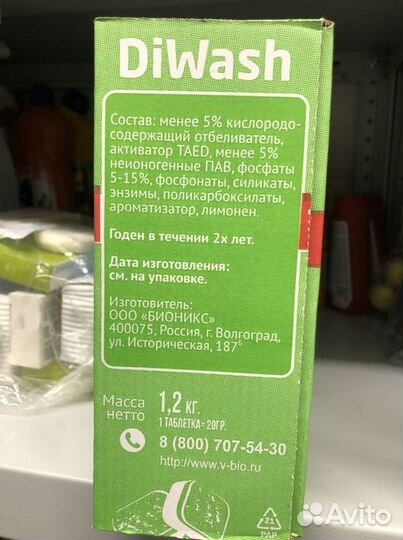 DiWash
Состав: менее 5% кислородо-
содержащий отбеливатель,
активатор TAED, менее 5%
неионогенные ПАВ, фосфаты
5-15%, фосфонаты, силикаты,
энзимы, поликарбоксилаты,
ароматизатор, лимонен.
Годен в течении 2х лет.
Дата изготовления:
см. на упаковке.
Изготовитель:
ООО «БИОНИКС»
400075, Россия, г. Волгоград,
ул. Историческая, 187б
Масса
нетто
1,2 кг.
1 ТАБЛЕТКА=20ГР.
8 (800) 707-54-30
http://www.v-bio.ru
21
PAP
Avito